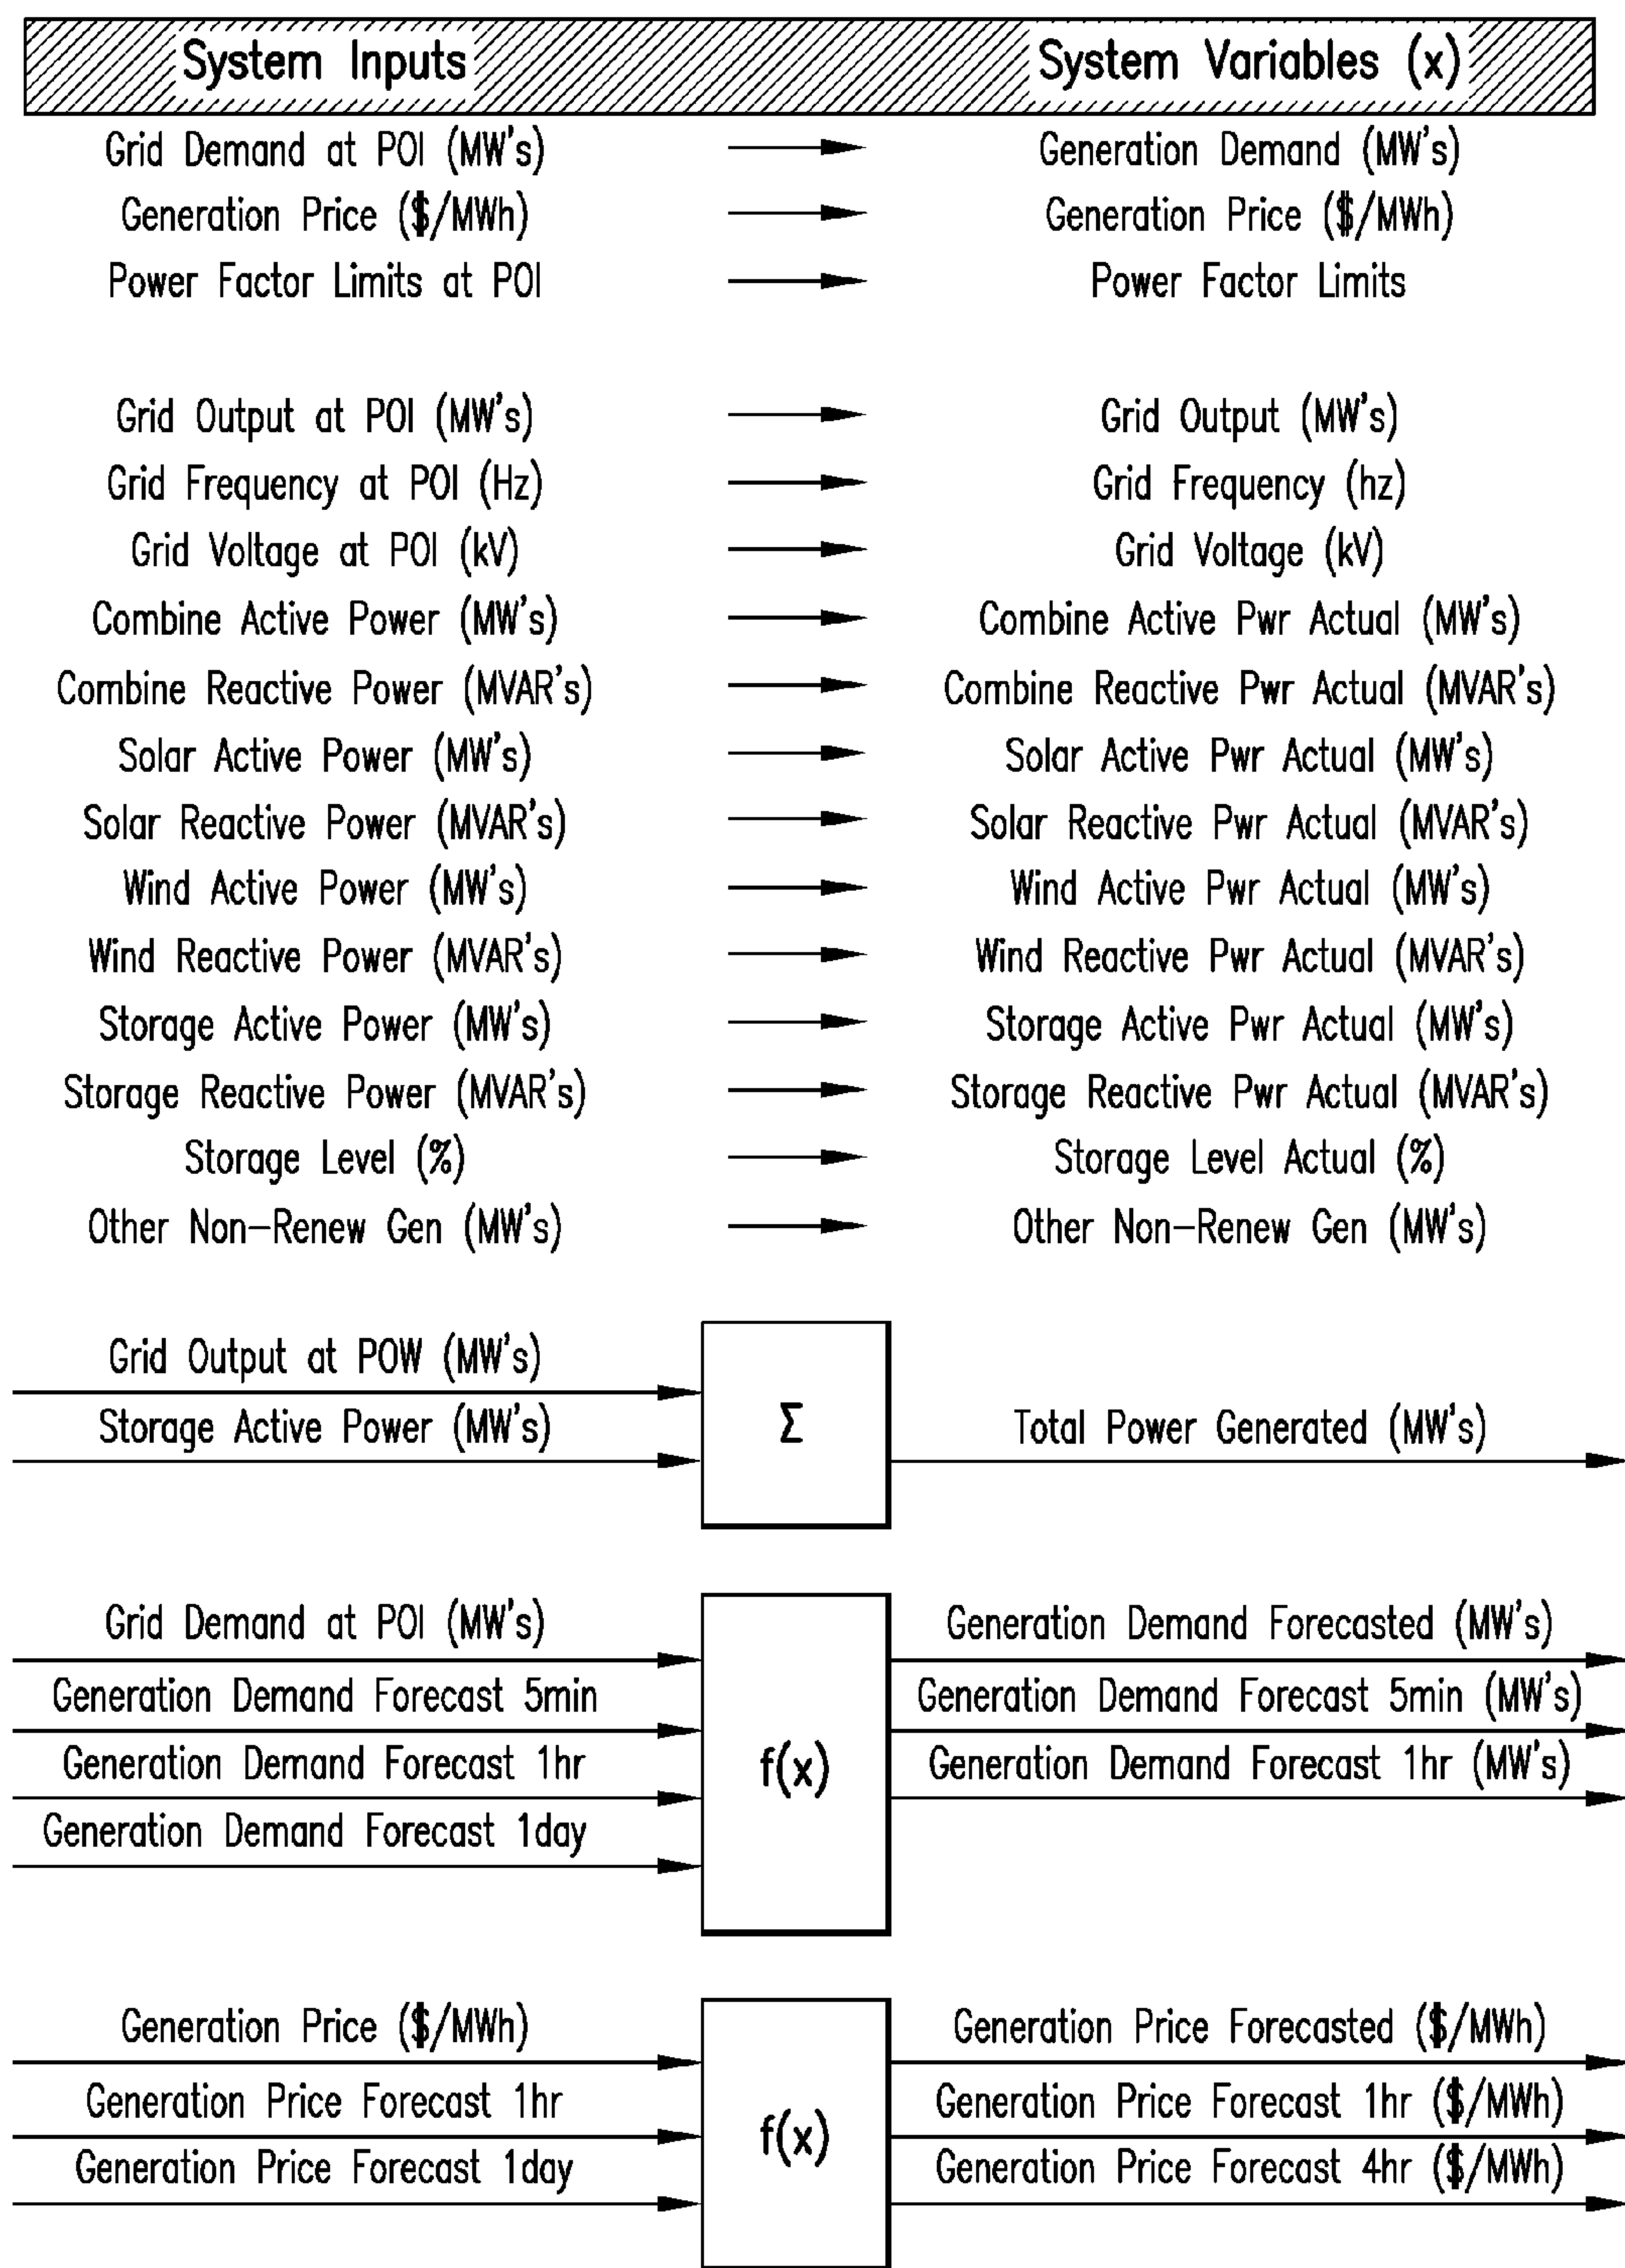 System Inputs System Variables (x)
Grid Demand at POI (MW's) Generation Demand (MW's)
Generation Price ($/MWh) Generation Price ($/MWh)
Power Factor Limits at POI Power Factor Limits
Grid Output at POI (MW's) Grid Output (MW's)
Grid Frequency at POI (Hz) Grid Frequency (hz)
Grid Voltage at POI (kV) Grid Voltage (kV)
Combine Active Power (MW's) Combine Active Pwr Actual (MW's)
Combine Reactive Power (MVAR's) Combine Reactive Pwr Actual (MVAR's)
Solar Active Power (MW's) Solar Active Pwr Actual (MW's)
Solar Reactive Power (MVAR's) Solar Reactive Pwr Actual (MVAR's)
Wind Active Power (MW's) Wind Active Pwr Actual (MW's)
Wind Reactive Power (MVAR's) Wind Reactive Pwr Actual (MVAR's)
Storage Active Power (MW's) Storage Active Pwr Actual (MW's)
Storage Reactive Power (MVAR's) Storage Reactive Pwr Actual (MVAR's)
Storage Level (%) Storage Level Actual (%)
Other Non-Renew Gen (MW's) Other Non-Renew Gen (MW's)
Grid Output at POW (MW's)
Storage Active Power (MW's) Σ Total Power Generated (MW's)
Grid Demand at POI (MW's) Generation Demand Forecasted (MW's)
Generation Demand Forecast 5min Generation Demand Forecast 5min (MW's)
Generation Demand Forecast 1hr f(x) Generation Demand Forecast 1hr (MW's)
Generation Demand Forecast 1day
Generation Price ($/MWh) Generation Price Forecasted ($/MWh)
Generation Price Forecast 1hr f(x) Generation Price Forecast 1hr ($/MWh)
Generation Price Forecast 1day Generation Price Forecast 4hr ($/MWh)